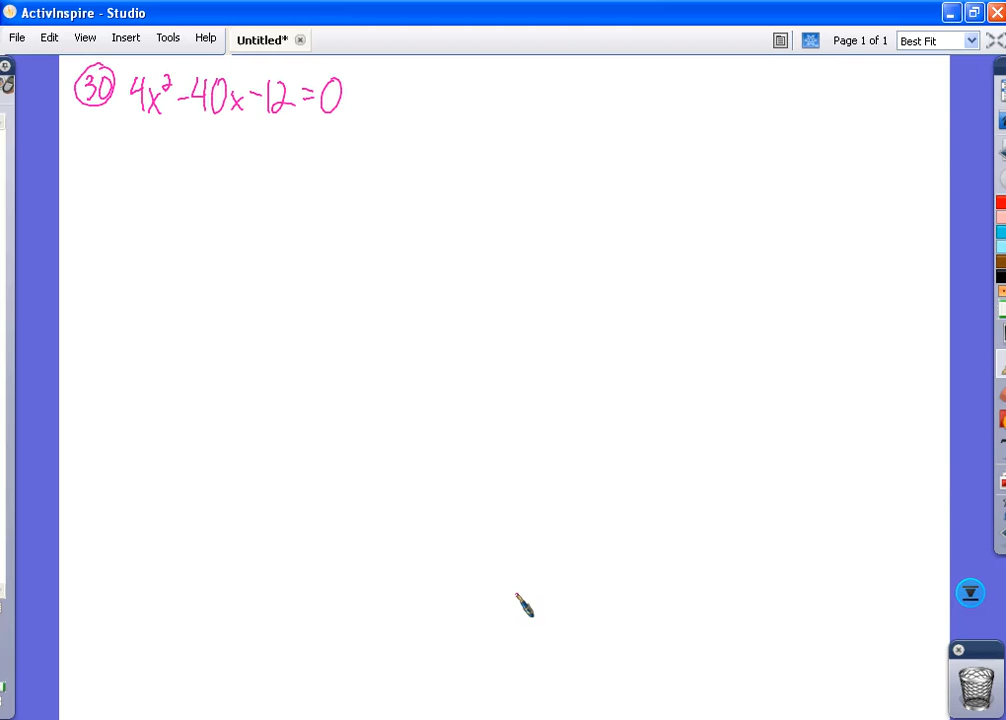 ActivInspire - Studio
File Edit View Insert Tools Help Untitled* Page 1 of 1 Best Fit
30 4x² -40x -12 = 0